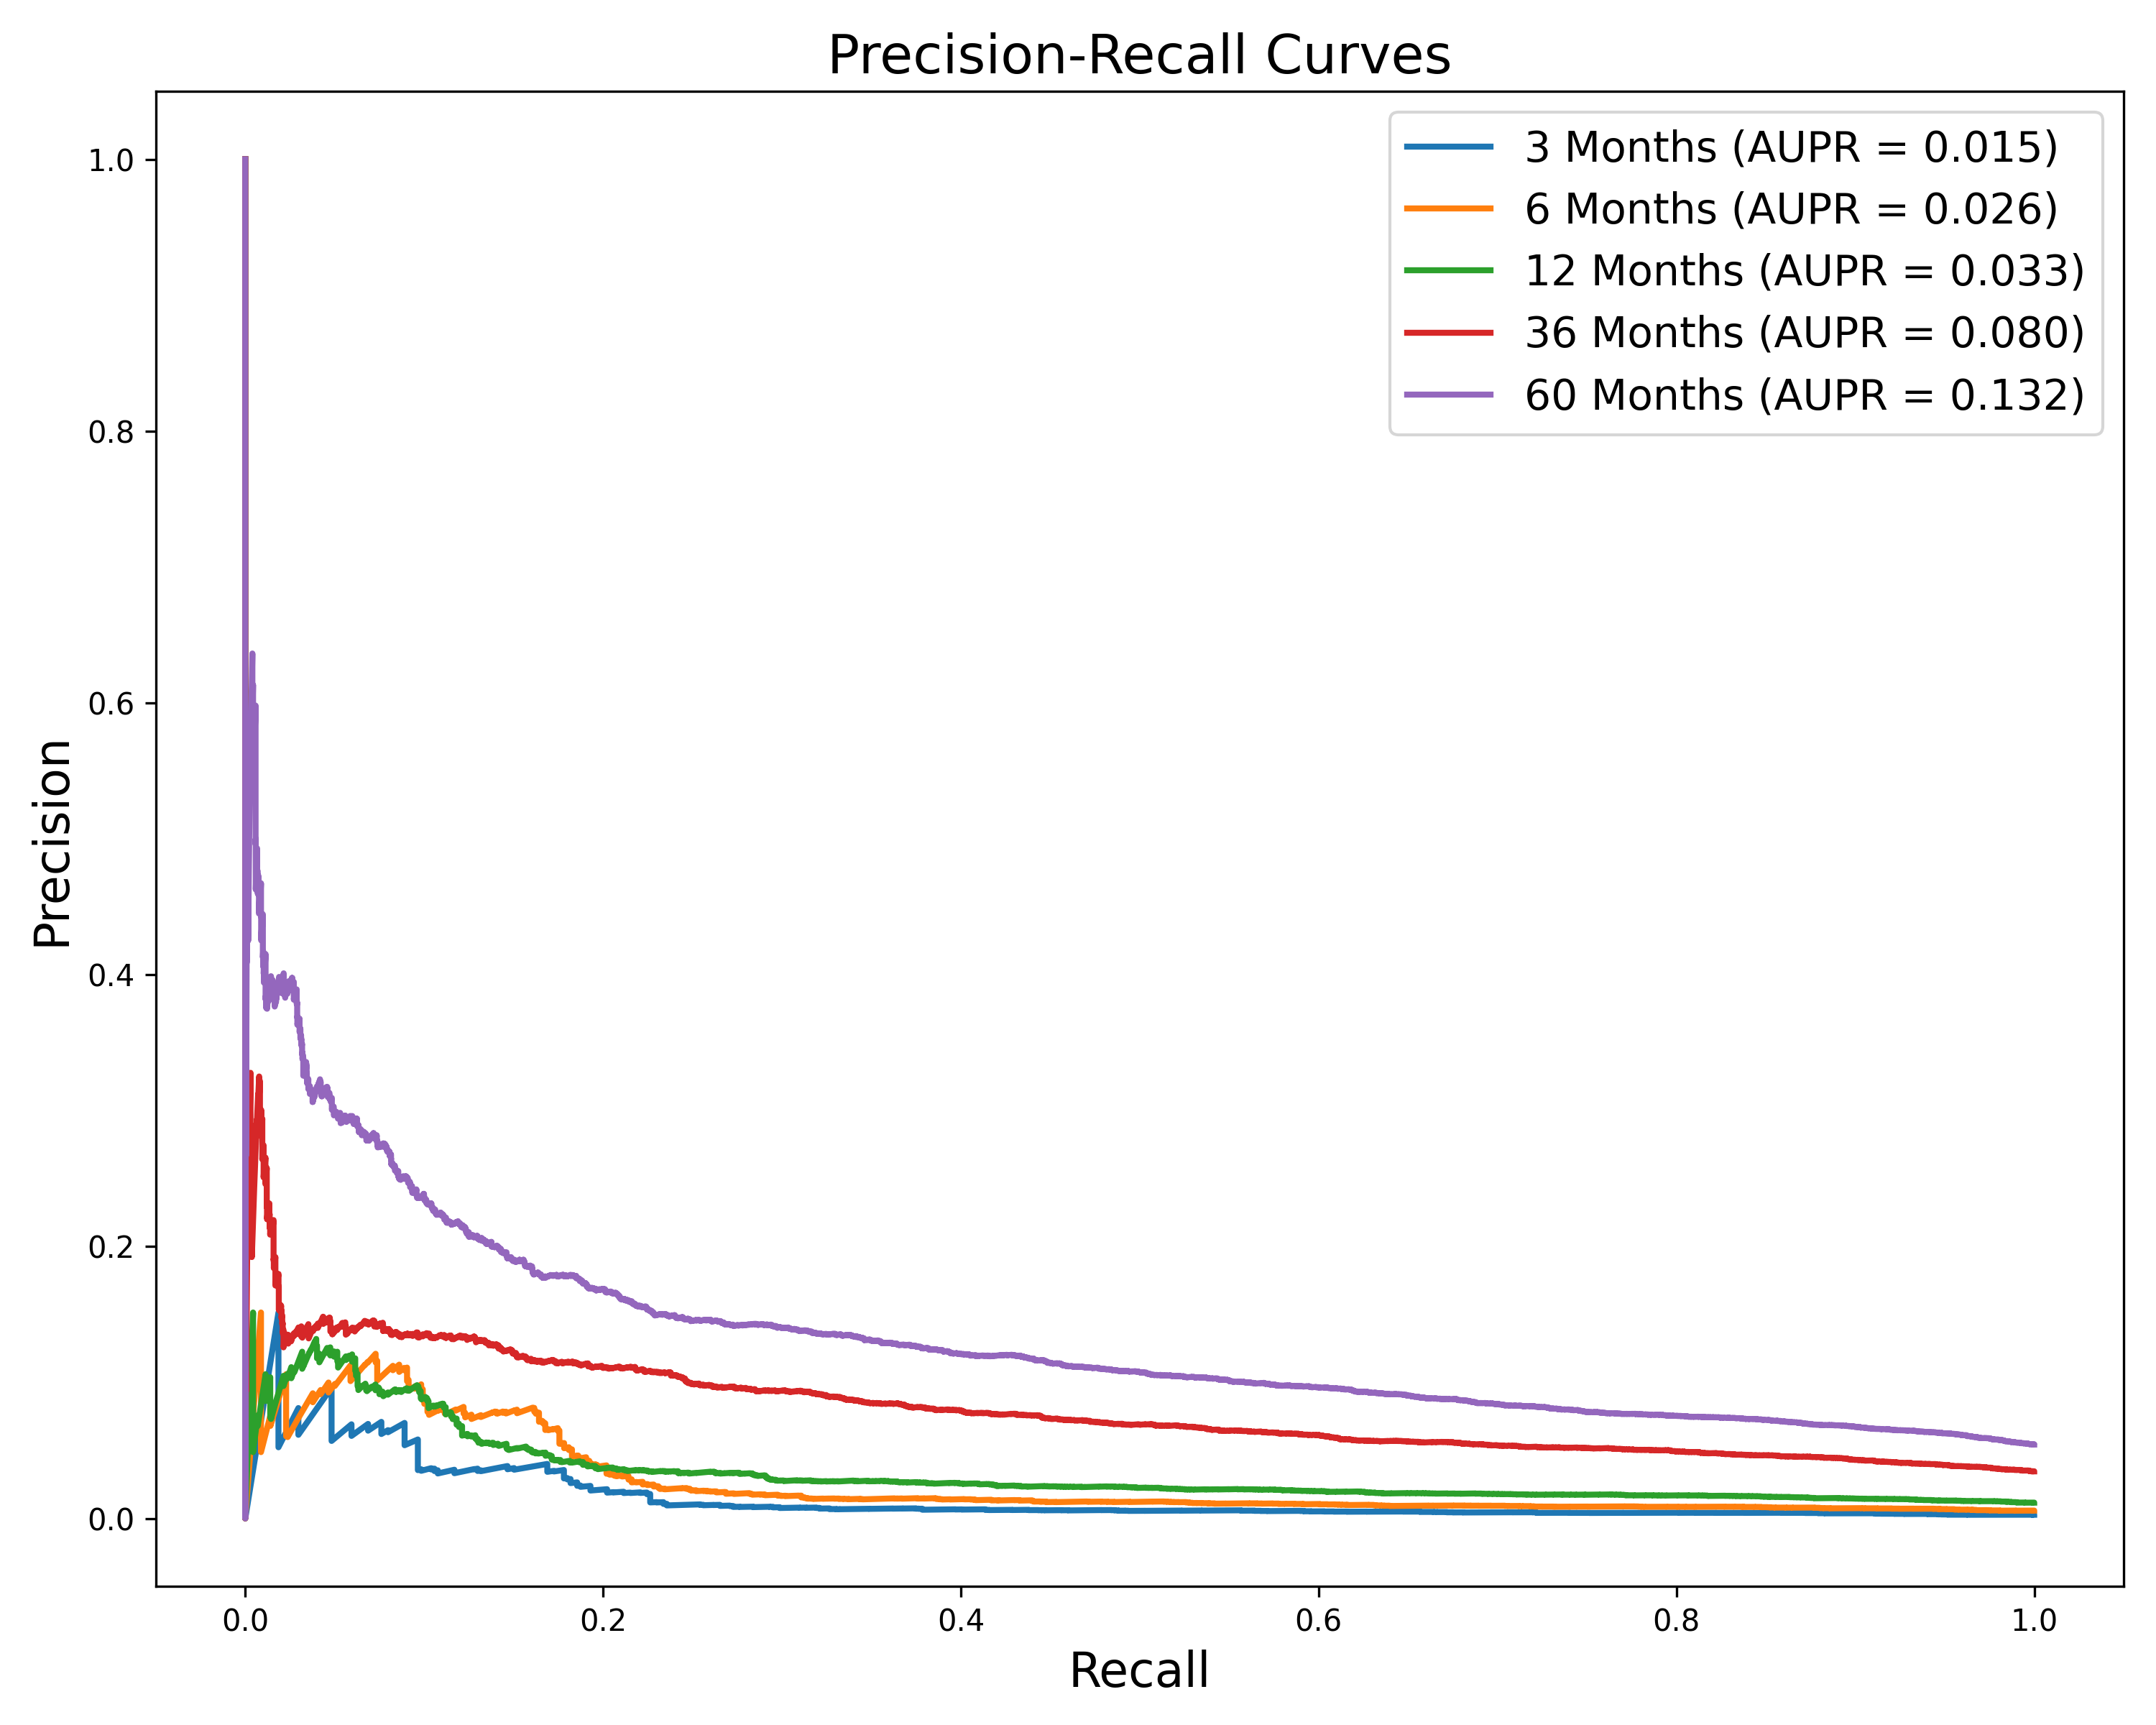 Precision-Recall Curves
3 Months (AUPR = 0.015)
6 Months (AUPR = 0.026)
12 Months (AUPR = 0.033)
36 Months (AUPR = 0.080)
60 Months (AUPR = 0.132)
Precision
1.0
0.8
0.6
0.4
0.2
0.0
0.0 0.2 0.4 0.6 0.8 1.0
Recall